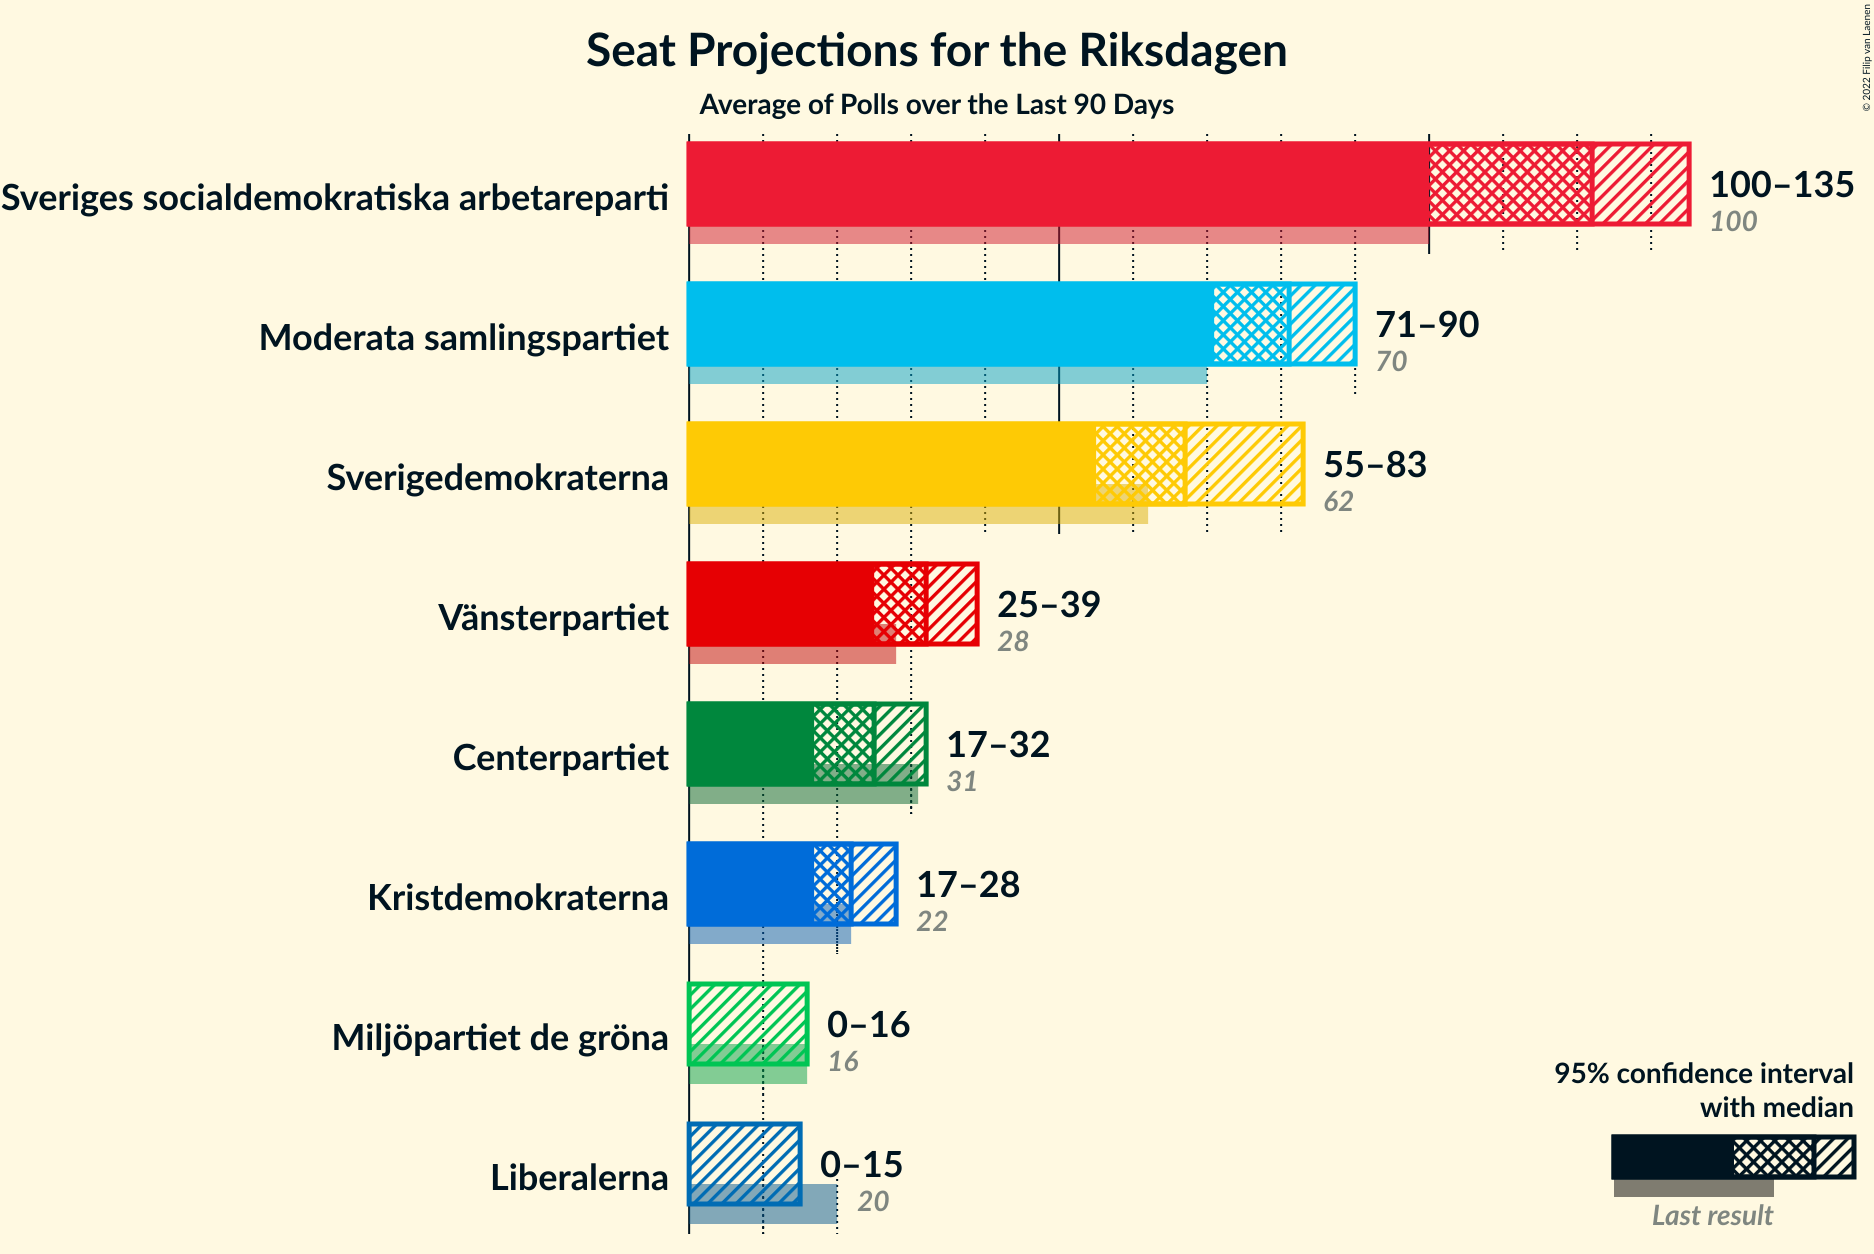 Seat Projections for the Riksdagen
Average of Polls over the Last 90 Days
© 2022 Filip van Laenen
Sveriges socialdemokratiska arbetareparti
100–135
100
Moderata samlingspartiet
71–90
70
Sverigedemokraterna
55–83
62
Vänsterpartiet
25–39
28
Centerpartiet
17–32
31
Kristdemokraterna
17–28
22
Miljöpartiet de gröna
0–16
16
Liberalerna
0–15
20
95% confidence interval
with median
Last result